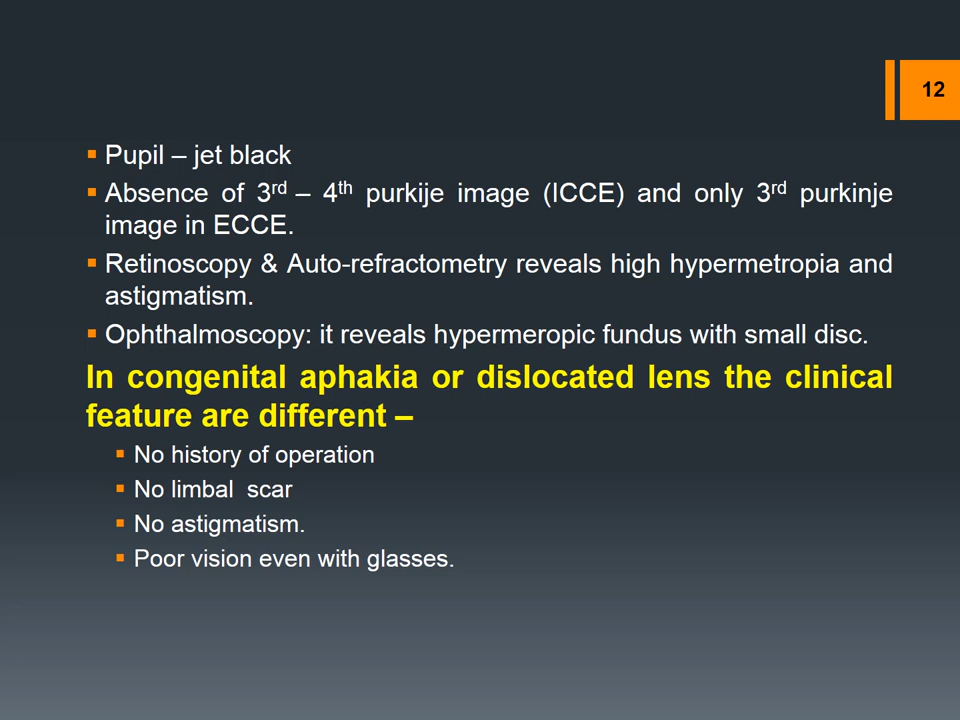 12
▪ Pupil – jet black
▪ Absence of 3rd – 4th purkije image (ICCE) and only 3rd purkinje
image in ECCE.
▪ Retinoscopy & Auto-refractometry reveals high hypermetropia and
astigmatism.
▪ Ophthalmoscopy: it reveals hypermeropic fundus with small disc.
In congenital aphakia or dislocated lens the clinical
feature are different –
▪ No history of operation
▪ No limbal scar
▪ No astigmatism.
▪ Poor vision even with glasses.